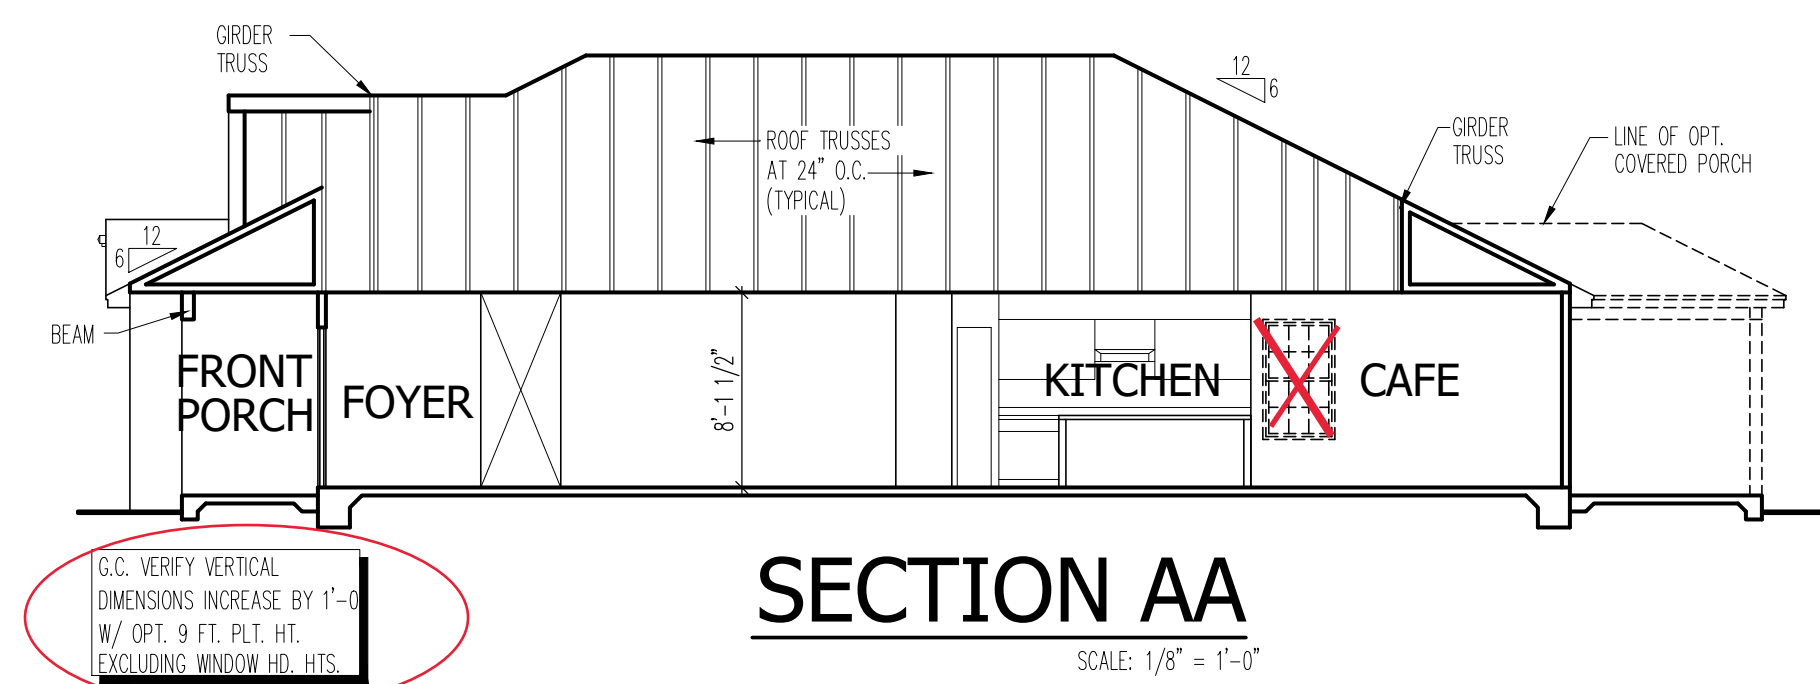 GIRDER
TRUSS
12
6
ROOF TRUSSES
AT 24" O.C.
(TYPICAL)
GIRDER
TRUSS
LINE OF OPT.
COVERED PORCH
12
6
BEAM
FRONT
PORCH
FOYER
8'-1 1/2"
KITCHEN
CAFE
G.C. VERIFY VERTICAL
DIMENSIONS INCREASE BY 1'-0
W/ OPT. 9 FT. PLT. HT.
EXCLUDING WINDOW HD. HTS.
SECTION AA
SCALE: 1/8" = 1'-0"